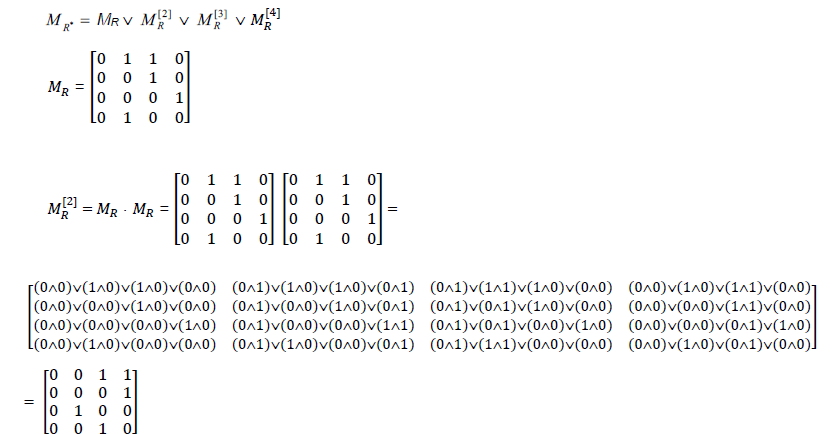 M_R* = M_R ∨ M_R^[2] ∨ M_R^[3] ∨ M_R^[4]
M_R = [0 1 1 0
0 0 1 0
0 0 0 1
0 1 0 0]
M_R^[2] = M_R · M_R = [0 1 1 0] [0 1 1 0]
[0 0 1 0] [0 0 1 0]
[0 0 0 1] [0 0 0 1] =
[0 1 0 0] [0 1 0 0]
[(0∧0)∨(1∧0)∨(1∧0)∨(0∧0) (0∧1)∨(1∧0)∨(1∧0)∨(0∧1) (0∧1)∨(1∧1)∨(1∧0)∨(0∧0) (0∧0)∨(1∧0)∨(1∧1)∨(0∧0)
(0∧0)∨(0∧0)∨(1∧0)∨(0∧0) (0∧1)∨(0∧0)∨(1∧0)∨(0∧1) (0∧1)∨(0∧1)∨(1∧0)∨(0∧0) (0∧0)∨(0∧0)∨(1∧1)∨(0∧0)
(0∧0)∨(0∧0)∨(0∧0)∨(1∧0) (0∧1)∨(0∧0)∨(0∧0)∨(1∧1) (0∧1)∨(0∧1)∨(0∧0)∨(1∧0) (0∧0)∨(0∧0)∨(0∧1)∨(1∧0)
(0∧0)∨(1∧0)∨(0∧0)∨(0∧0) (0∧1)∨(1∧0)∨(0∧0)∨(0∧1) (0∧1)∨(1∧1)∨(0∧0)∨(0∧0) (0∧0)∨(1∧0)∨(0∧1)∨(0∧0)]
= [0 0 1 1
0 0 0 1
0 1 0 0
0 0 1 0]